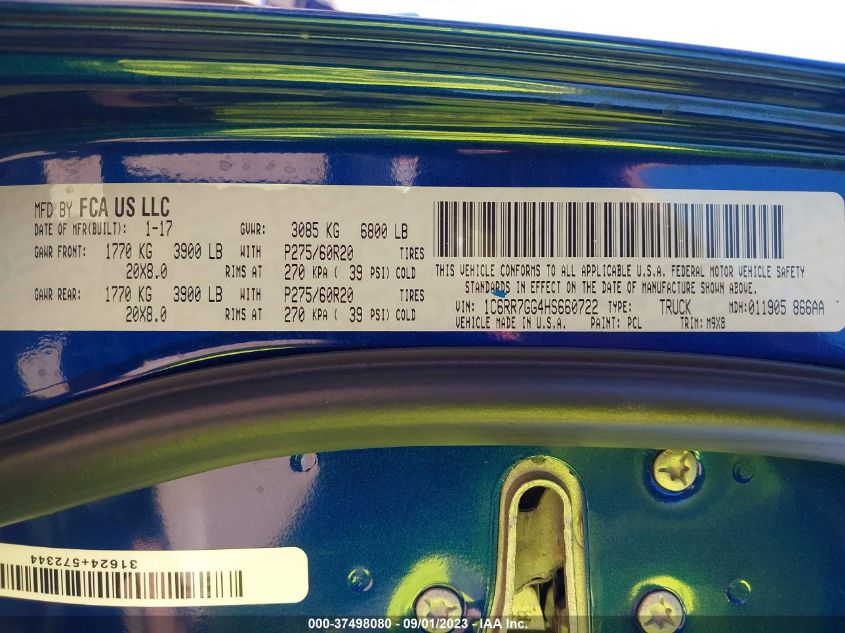 MFD BY FCA US LLC
DATE OF MFR(BUILT): 1-17 GVWR: 3085 KG 6800 LB
GAWR FRONT: 1770 KG 3900 LB WITH P275/60R20 TIRES
20X8.0 RIMS AT 270 KPA ( 39 PSI) COLD
GAWR REAR: 1770 KG 3900 LB WITH P275/60R20 TIRES
20X8.0 RIMS AT 270 KPA ( 39 PSI) COLD
THIS VEHICLE CONFORMS TO ALL APPLICABLE U.S.A. FEDERAL MOTOR VEHICLE SAFETY
STANDARDS IN EFFECT ON THE DATE OF MANUFACTURE SHOWN ABOVE.
VIN: 1C6RR7GG4HS660722 TYPE: TRUCK MDH:011905 866AA
VEHICLE MADE IN U.S.A. PAINT: PCL TRIM: M9X8
31624+572344
000-37498080 - 09/01/2023 - IAA Inc.